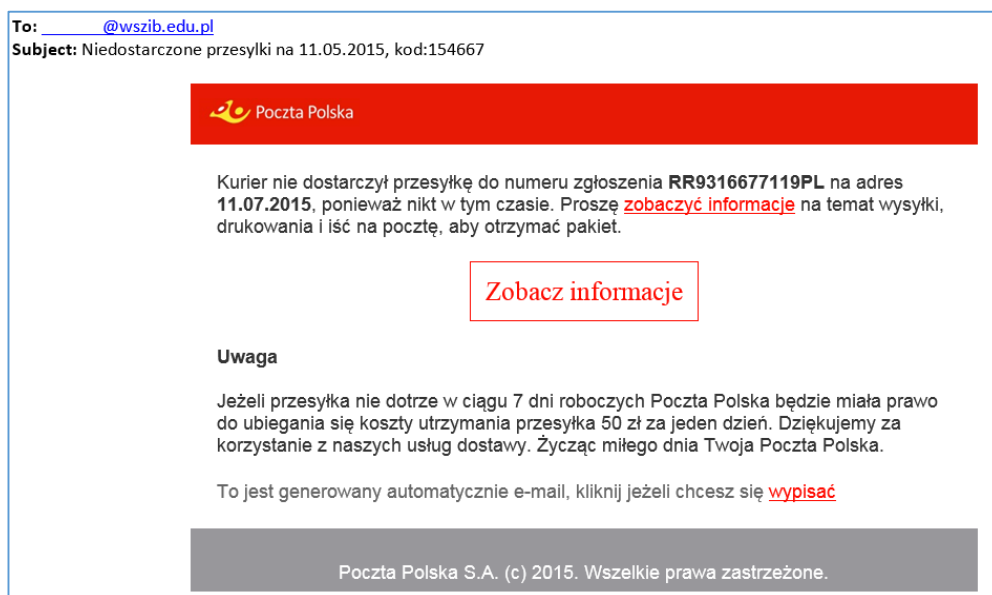 To: @wszib.edu.pl
Subject: Niedostarczone przesylki na 11.05.2015, kod:154667
Poczta Polska
Kurier nie dostarczył przesyłkę do numeru zgłoszenia RR9316677119PL na adres
11.07.2015, ponieważ nikt w tym czasie. Proszę zobaczyć informacje na temat wysyłki,
drukowania i iść na pocztę, aby otrzymać pakiet.
Zobacz informacje
Uwaga
Jeżeli przesyłka nie dotrze w ciągu 7 dni roboczych Poczta Polska będzie miała prawo
do ubiegania się koszty utrzymania przesyłka 50 zł za jeden dzień. Dziękujemy za
korzystanie z naszych usług dostawy. Życząc miłego dnia Twoja Poczta Polska.
To jest generowany automatycznie e-mail, kliknij jeżeli chcesz się wypisać
Poczta Polska S.A. (c) 2015. Wszelkie prawa zastrzeżone.